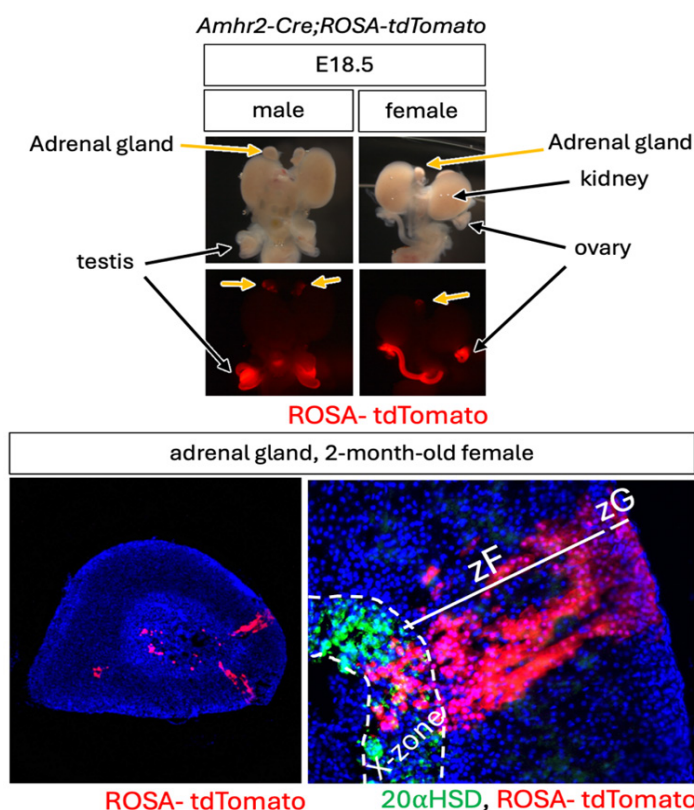 Amhr2-Cre;ROSA-tdTomato
E18.5
male
female
Adrenal gland
Adrenal gland
kidney
testis
ovary
ROSA- tdTomato
adrenal gland, 2-month-old female
zG
zF
X-zone
ROSA- tdTomato
20αHSD, ROSA- tdTomato